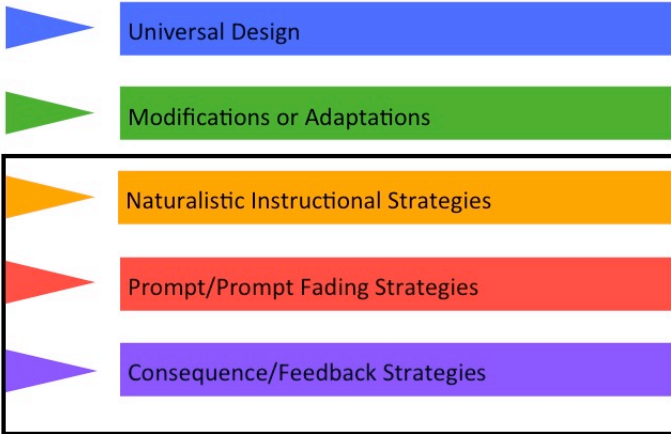 Universal Design
Modifications or Adaptations
Naturalistic Instructional Strategies
Prompt/Prompt Fading Strategies
Consequence/Feedback Strategies